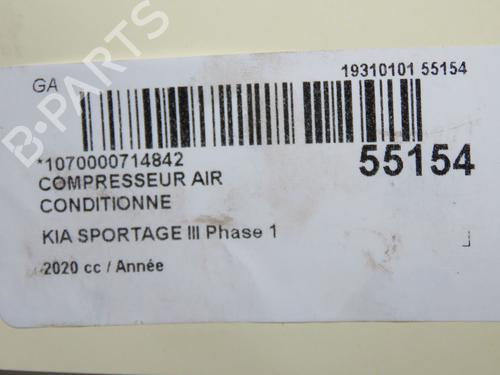 GA
19310101 55154
*1070000714842
55154
COMPRESSEUR AIR
CONDITIONNE
KIA SPORTAGE III Phase 1
2020 cc / Année
B-PARTS